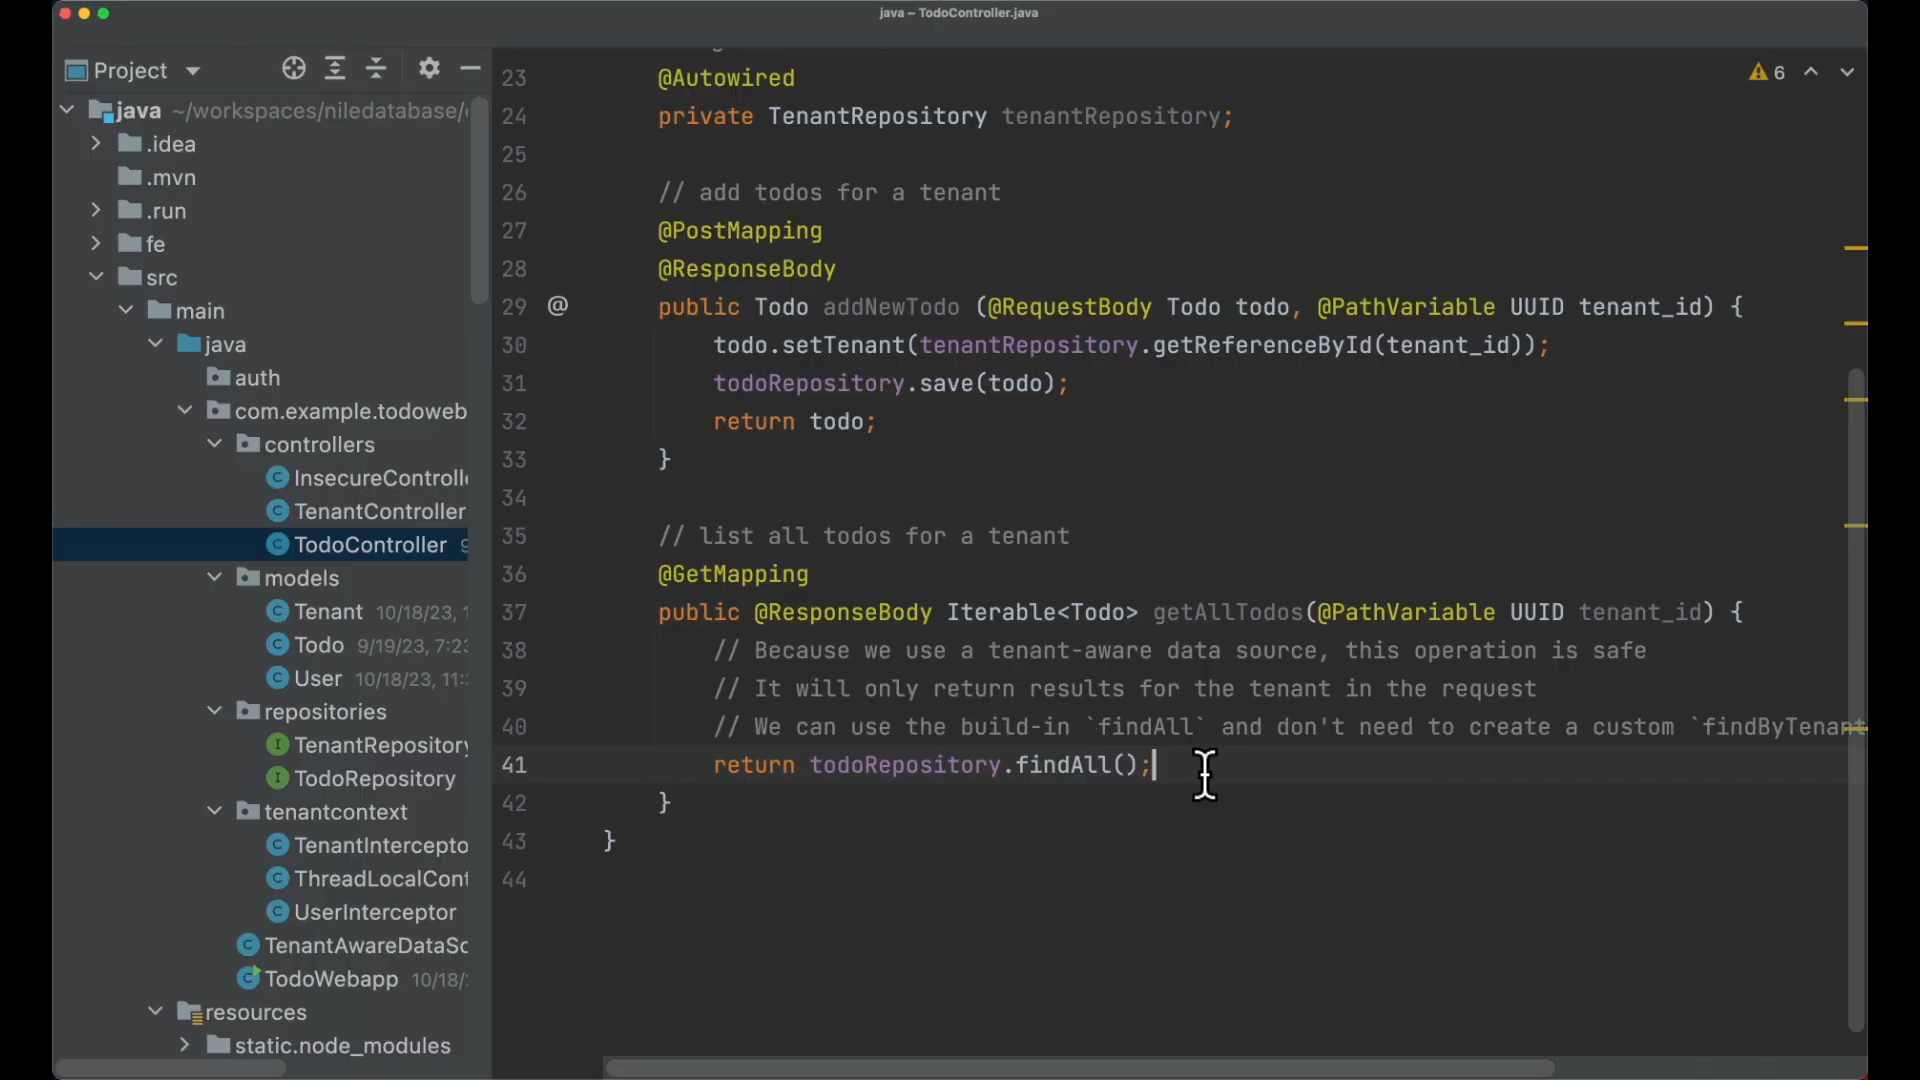 java – TodoController.java
Project
java ~/workspaces/niledatabase/
.idea
.mvn
.run
fe
src
main
java
auth
com.example.todoweb
controllers
InsecureControlle
TenantController
TodoController
models
Tenant 10/18/23, 1
Todo 9/19/23, 7:23
User 10/18/23, 11:
repositories
TenantRepository
TodoRepository
tenantcontext
TenantIntercepto
ThreadLocalCont
UserInterceptor
TenantAwareDataSo
TodoWebapp 10/18/
resources
static.node_modules
6
23 @Autowired
24 private TenantRepository tenantRepository;
25
26 // add todos for a tenant
27 @PostMapping
28 @ResponseBody
29 @ public Todo addNewTodo (@RequestBody Todo todo, @PathVariable UUID tenant_id) {
30 todo.setTenant(tenantRepository.getReferenceById(tenant_id));
31 todoRepository.save(todo);
32 return todo;
33 }
34
35 // list all todos for a tenant
36 @GetMapping
37 public @ResponseBody Iterable<Todo> getAllTodos(@PathVariable UUID tenant_id) {
38 // Because we use a tenant-aware data source, this operation is safe
39 // It will only return results for the tenant in the request
40 // We can use the build-in `findAll` and don't need to create a custom `findByTenant
41 return todoRepository.findAll();
42 }
43 }
44